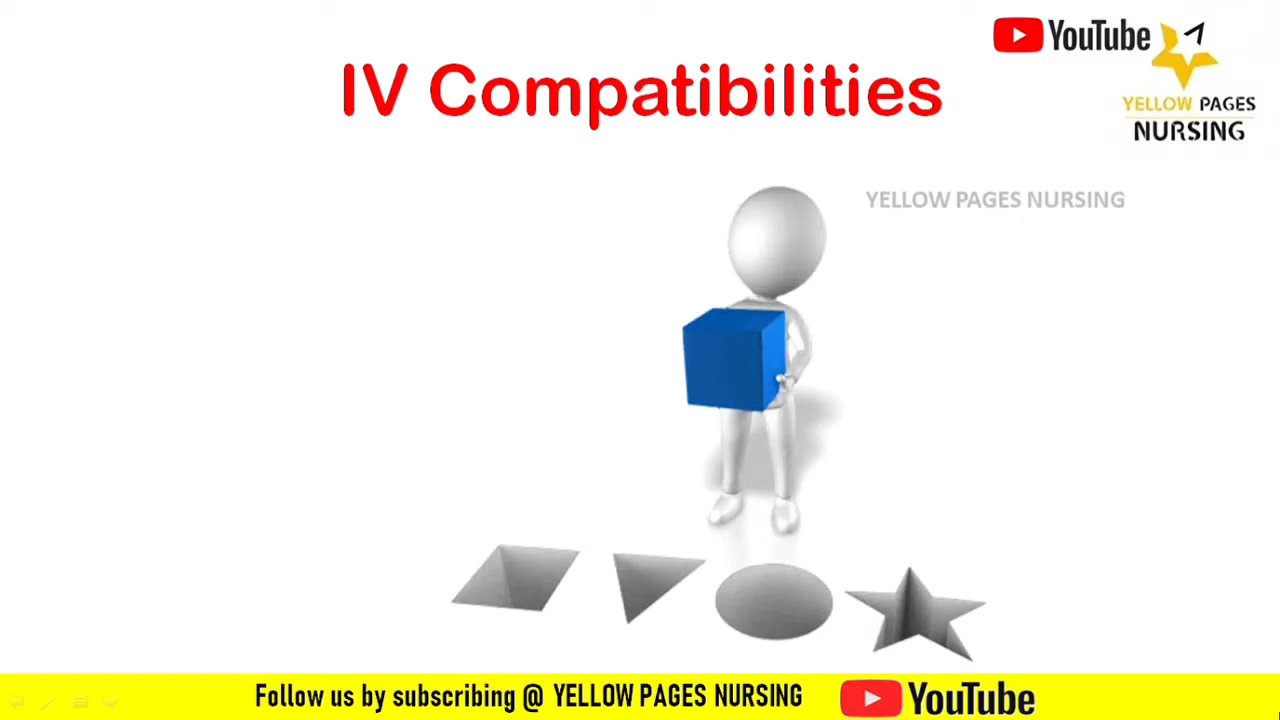 YouTube
IV Compatibilities
YELLOW PAGES
NURSING
YELLOW PAGES NURSING
Follow us by subscribing @ YELLOW PAGES NURSING
YouTube